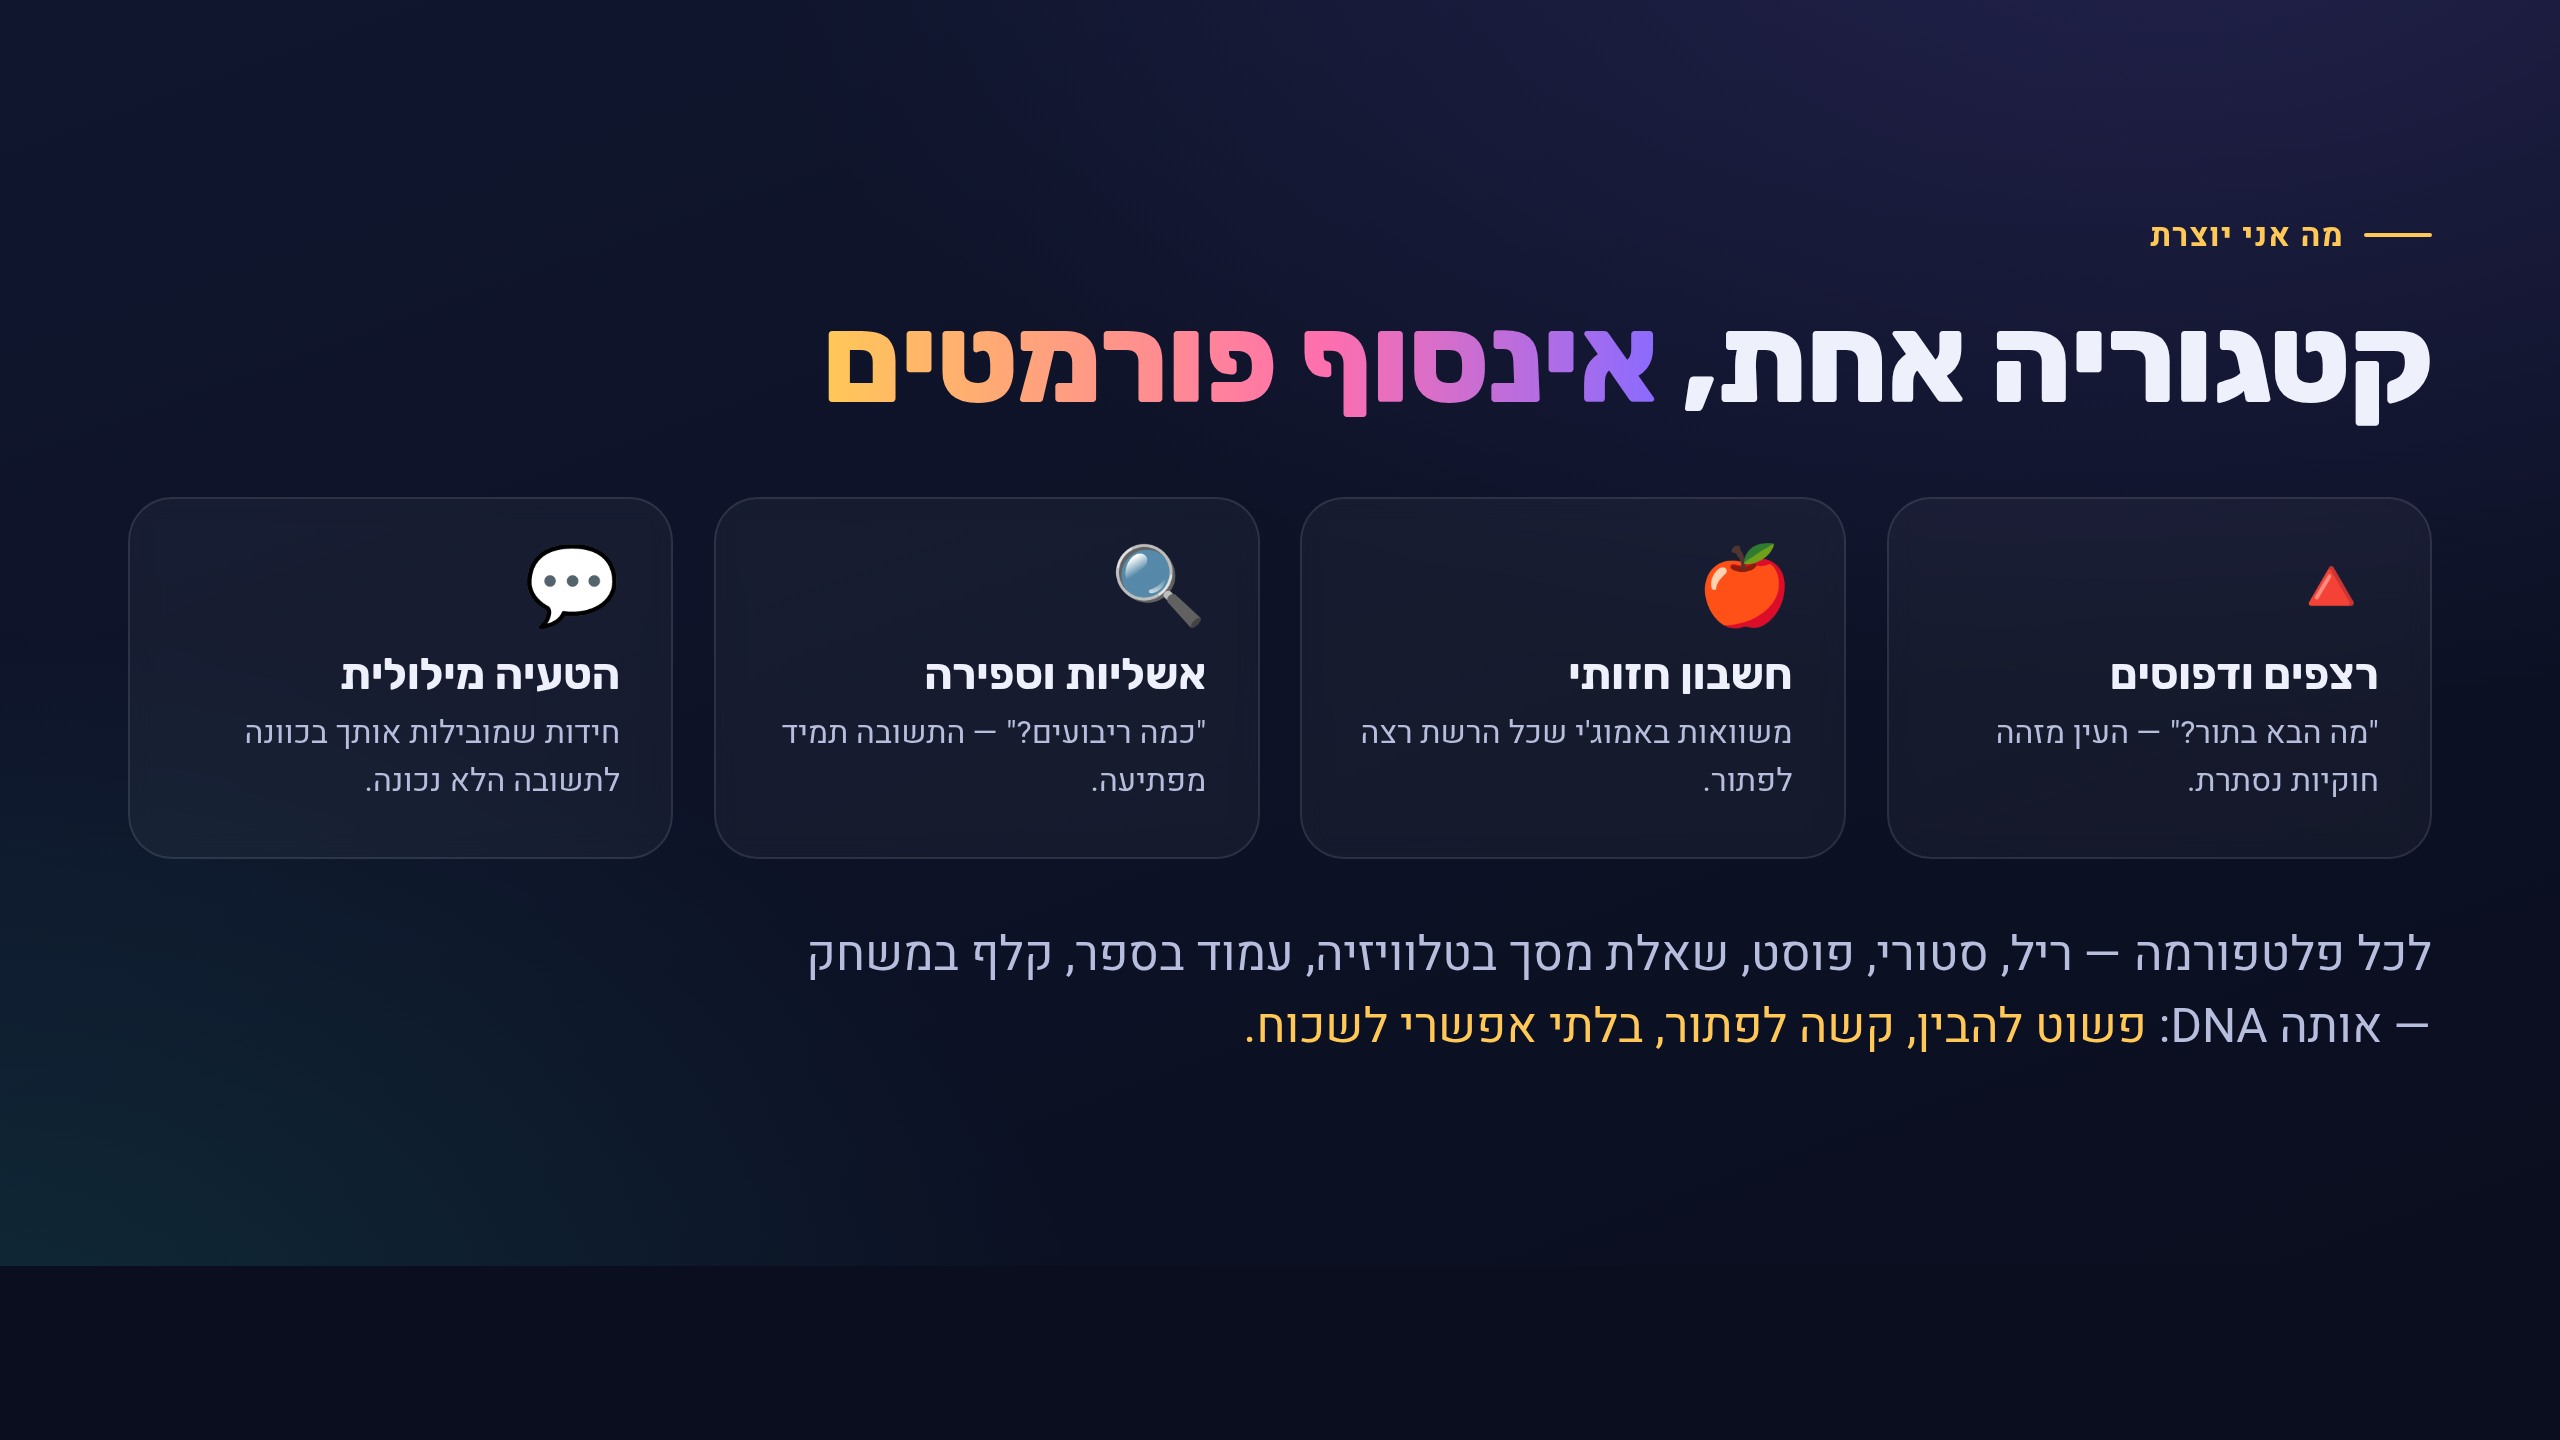 מה אני יוצרת
קטגוריה אחת, אינסוף פורמטים
רצפים ודפוסים
"מה הבא בתור?" — העין מזהה
חוקיות נסתרת.
חשבון חזותי
משוואות באמוג'י שכל הרשת רצה
לפתור.
אשליות וספירה
"כמה ריבועים?" — התשובה תמיד
מפתיעה.
הטעיה מילולית
חידות שמובילות אותך בכוונה
לתשובה הלא נכונה.
לכל פלטפורמה — ריל, סטורי, פוסט, שאלת מסך בטלוויזיה, עמוד בספר, קלף במשחק
— אותה DNA: פשוט להבין, קשה לפתור, בלתי אפשרי לשכוח.